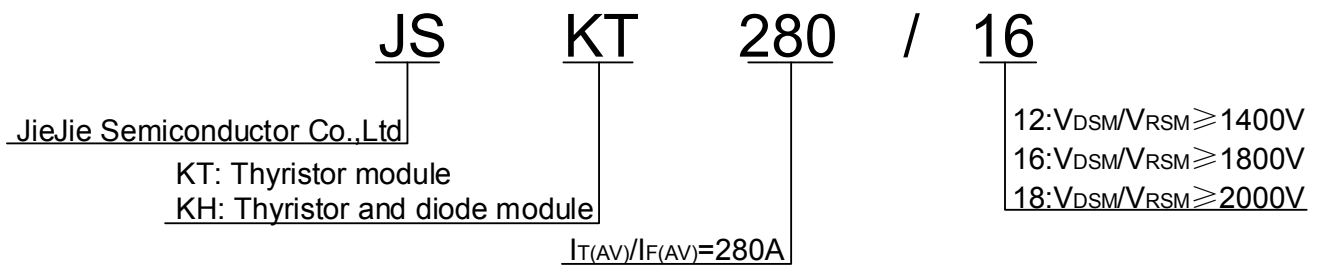 JS KT 280 / 16
JieJie Semiconductor Co.,Ltd
KT: Thyristor module
KH: Thyristor and diode module
IT(AV)/IF(AV)=280A
12:VDSM/VRSM≥1400V
16:VDSM/VRSM≥1800V
18:VDSM/VRSM≥2000V